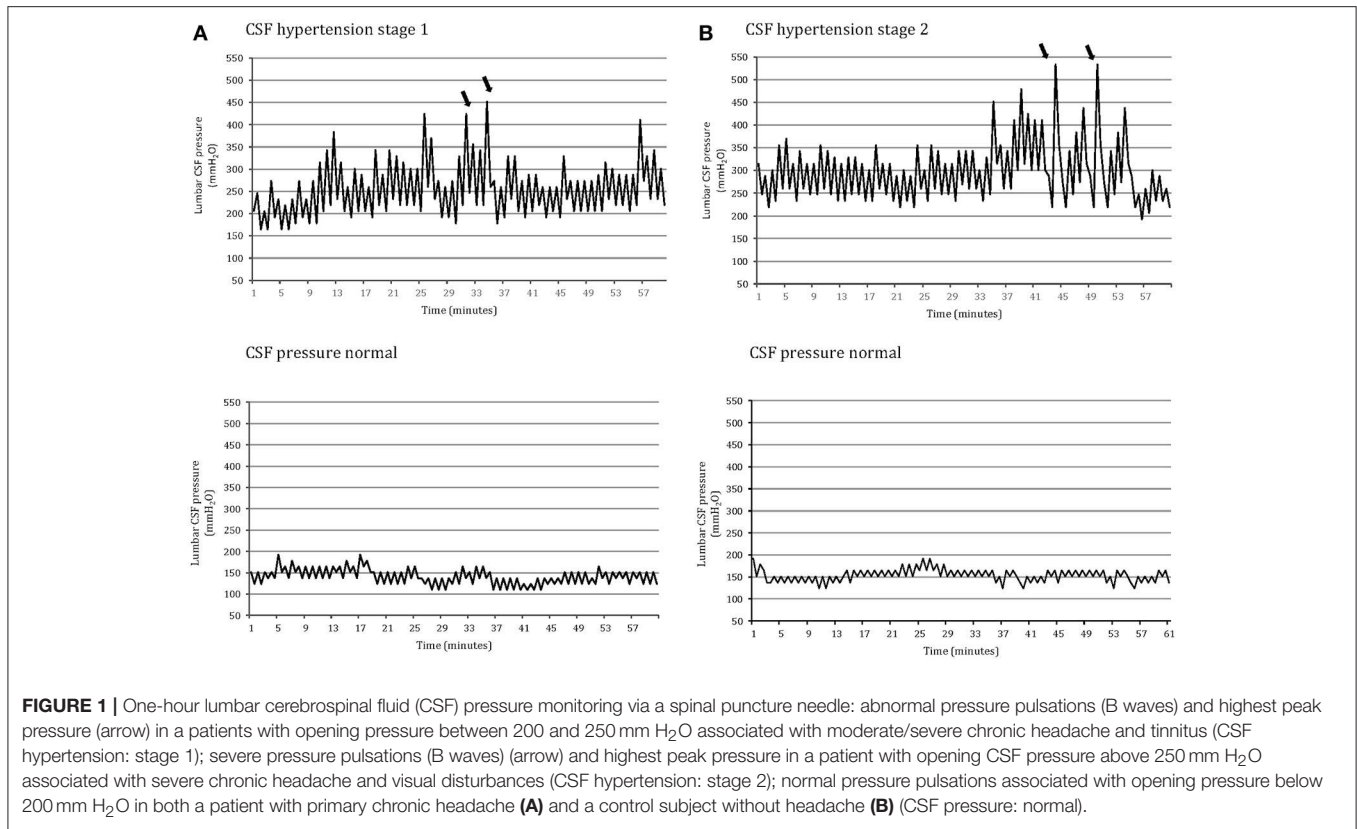 A CSF hypertension stage 1
Lumbar CSF pressure
(mmH₂O)
550
500
450
400
350
300
250
200
150
100
50
1 5 9 13 17 21 25 29 33 37 41 45 49 53 57
Time (minutes)
B CSF hypertension stage 2
Lumbar CSF pressure
(mmH₂O)
550
500
450
400
350
300
250
200
150
100
50
1 5 9 13 17 21 25 29 33 37 41 45 49 53 57
Time (minutes)
CSF pressure normal
Lumbar CSF pressure
(mmH₂O)
550
500
450
400
350
300
250
200
150
100
50
1 5 9 13 17 21 25 29 33 37 41 45 49 53 57
Time (minutes)
CSF pressure normal
Lumbar CSF pressure
(mmH₂O)
550
500
450
400
350
300
250
200
150
100
50
1 5 9 13 17 21 25 29 33 37 41 45 49 53 57 61
Time (minutes)
FIGURE 1 | One-hour lumbar cerebrospinal fluid (CSF) pressure monitoring via a spinal puncture needle: abnormal pressure pulsations (B waves) and highest peak
pressure (arrow) in a patients with opening pressure between 200 and 250 mm H₂O associated with moderate/severe chronic headache and tinnitus (CSF
hypertension: stage 1); severe pressure pulsations (B waves) (arrow) and highest peak pressure in a patient with opening CSF pressure above 250 mm H₂O
associated with severe chronic headache and visual disturbances (CSF hypertension: stage 2); normal pressure pulsations associated with opening pressure below
200 mm H₂O in both a patient with primary chronic headache (A) and a control subject without headache (B) (CSF pressure: normal).